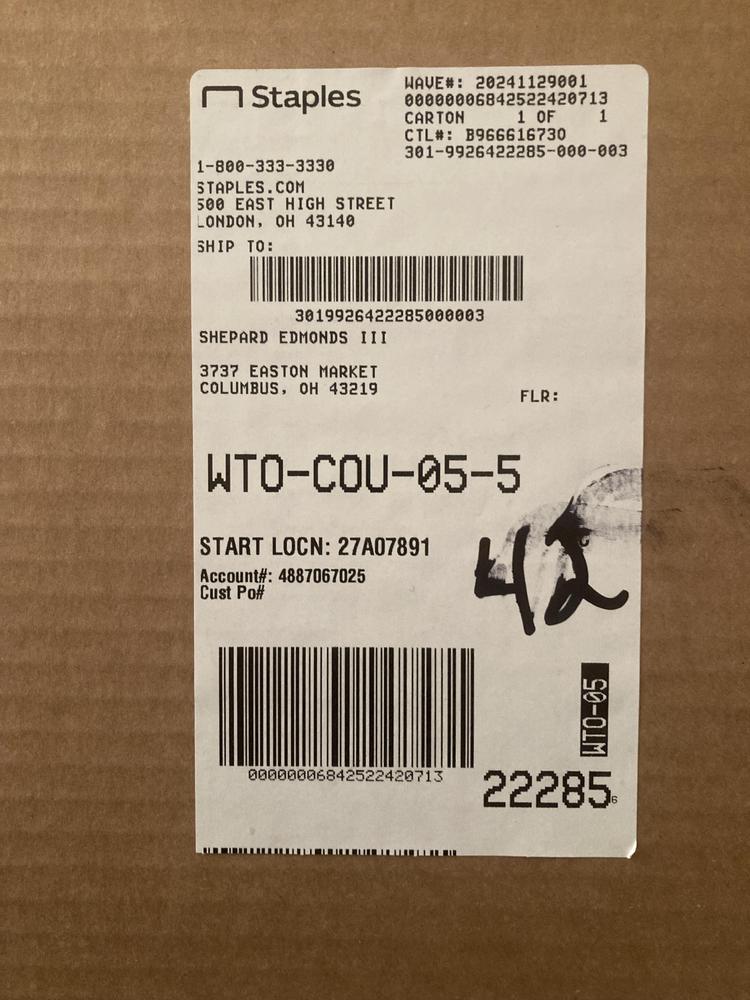 Staples
WAVE#: 20241129001
00000006842522420713
CARTON 1 OF 1
CTL#: B966616730
301-9926422285-000-003
1-800-333-3330
STAPLES.COM
500 EAST HIGH STREET
LONDON, OH 43140
SHIP TO:
3019926422285000003
SHEPARD EDMONDS III
3737 EASTON MARKET
COLUMBUS, OH 43219
FLR:
WTO-COU-05-5
START LOCN: 27A07891
Account#: 4887067025
Cust Po#
42
00000006842522420713
WTO-05
22285
6